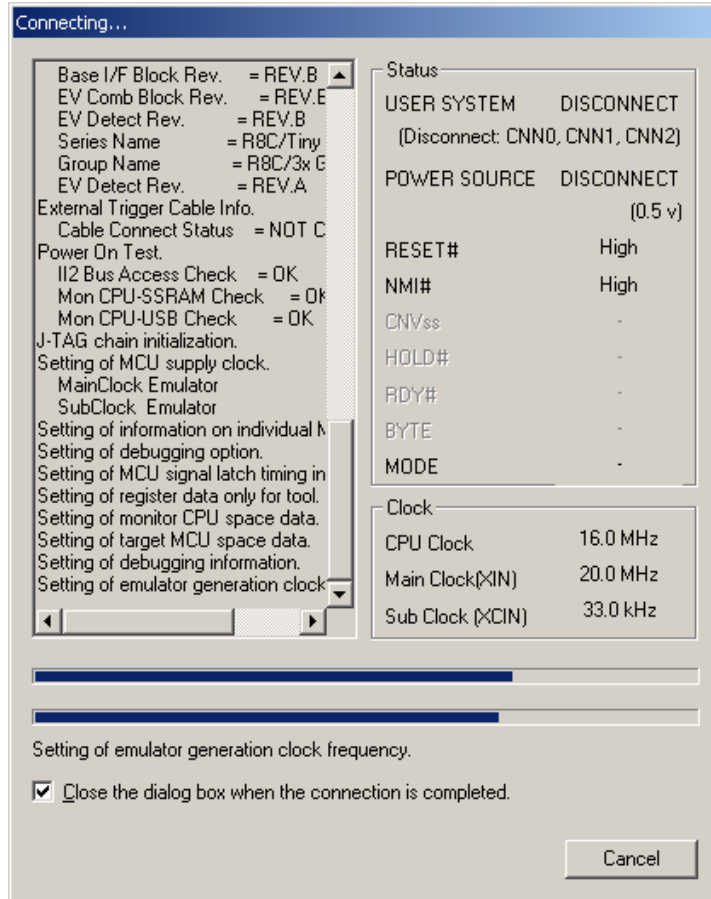 Connecting...
Base I/F Block Rev. = REV.B
EV Comb Block Rev. = REV.E
EV Detect Rev. = REV.B
Series Name = R8C/Tiny
Group Name = R8C/3x G
EV Detect Rev. = REV.A
External Trigger Cable Info.
Cable Connect Status = NOT C
Power On Test.
II2 Bus Access Check = OK
Mon CPU-SSRAM Check = OK
Mon CPU-USB Check = OK
J-TAG chain initialization.
Setting of MCU supply clock.
MainClock Emulator
SubClock Emulator
Setting of information on individual M
Setting of debugging option.
Setting of MCU signal latch timing in
Setting of register data only for tool.
Setting of monitor CPU space data.
Setting of target MCU space data.
Setting of debugging information.
Setting of emulator generation clock
Status
USER SYSTEM DISCONNECT
(Disconnect: CNN0, CNN1, CNN2)
POWER SOURCE DISCONNECT
(0.5 v)
RESET# High
NMI# High
CNVss -
HOLD# -
RDY# -
BYTE -
MODE -
Clock
CPU Clock 16.0 MHz
Main Clock(XIN) 20.0 MHz
Sub Clock (XCIN) 33.0 kHz
Setting of emulator generation clock frequency.
Close the dialog box when the connection is completed.
Cancel